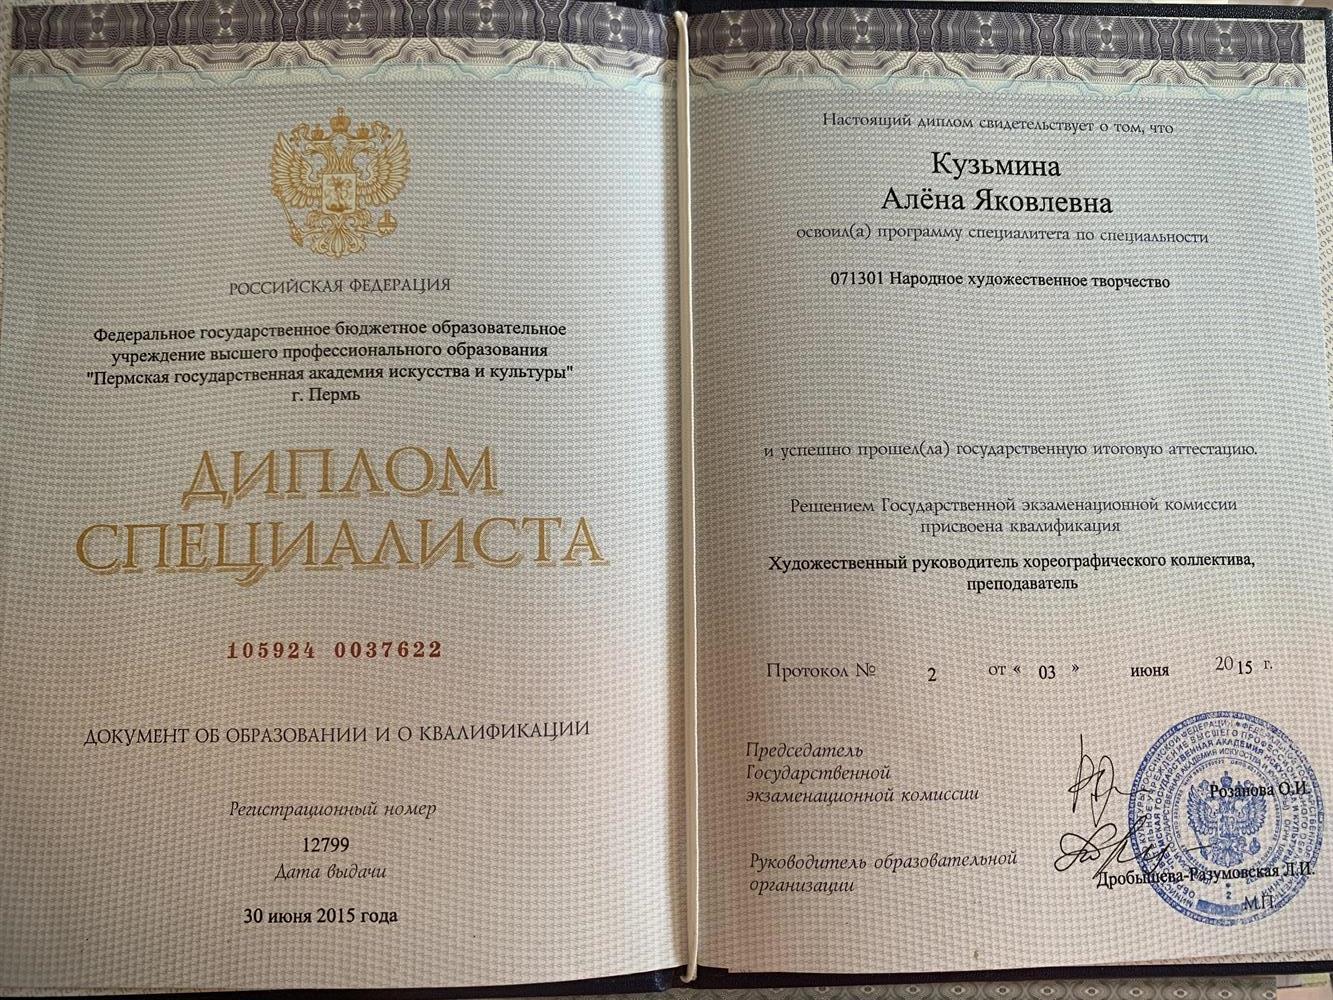 РОССИЙСКАЯ ФЕДЕРАЦИЯ
Федеральное государственное бюджетное образовательное
учреждение высшего профессионального образования
"Пермская государственная академия искусства и культуры"
г. Пермь
ДИПЛОМ
СПЕЦИАЛИСТА
105924 0037622
ДОКУМЕНТ ОБ ОБРАЗОВАНИИ И О КВАЛИФИКАЦИИ
Регистрационный номер
12799
Дата выдачи
30 июня 2015 года
Настоящий диплом свидетельствует о том, что
Кузьмина
Алёна Яковлевна
освоил(а) программу специалитета по специальности
071301 Народное художественное творчество
и успешно прошел(ла) государственную итоговую аттестацию.
Решением Государственной экзаменационной комиссии
присвоена квалификация
Художественный руководитель хореографического коллектива,
преподаватель
Протокол № 2 от « 03 » июня 2015 г.
Председатель
Государственной
экзаменационной комиссии
Розанова О.И.
Руководитель образовательной
организации
Дробышева-Разумовская Л.И.
М.П.